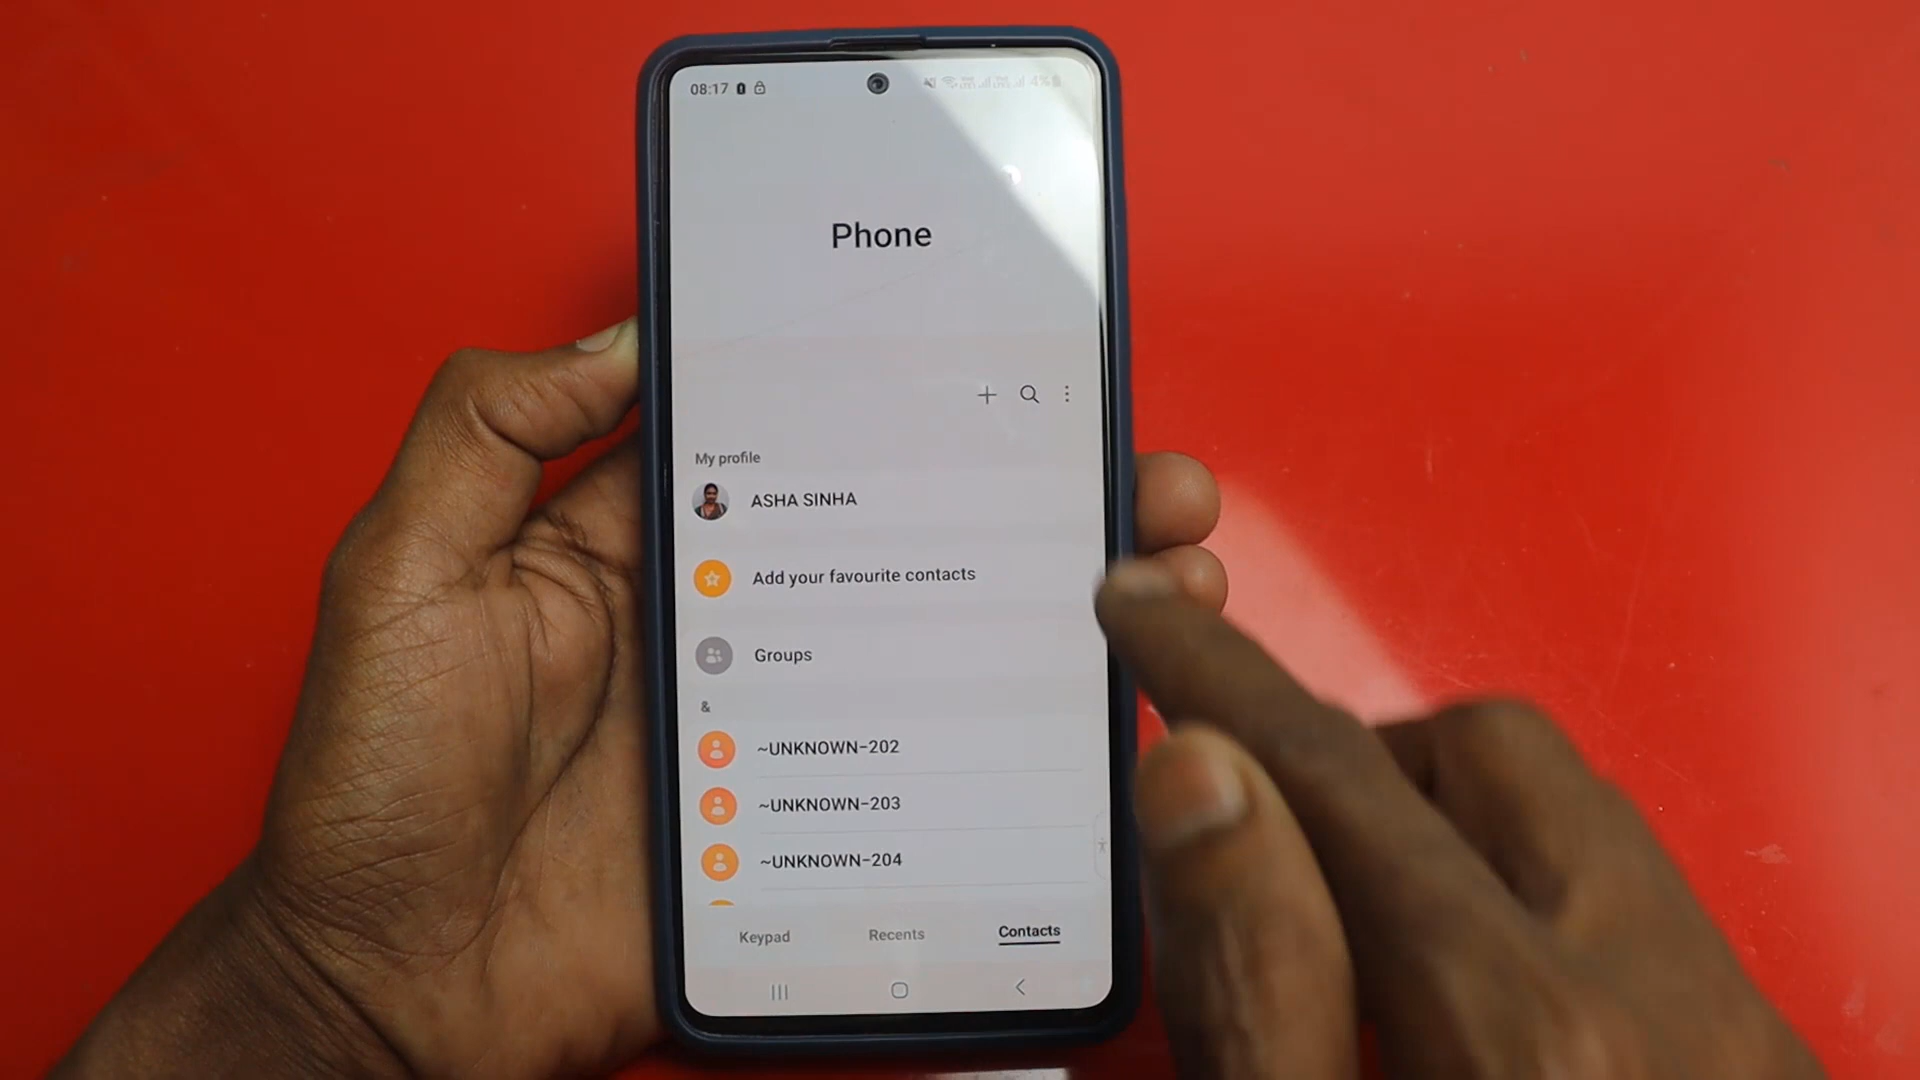 08:17
4%
Phone
My profile
ASHA SINHA
Add your favourite contacts
Groups
&
~UNKNOWN-202
~UNKNOWN-203
~UNKNOWN-204
Keypad Recents Contacts